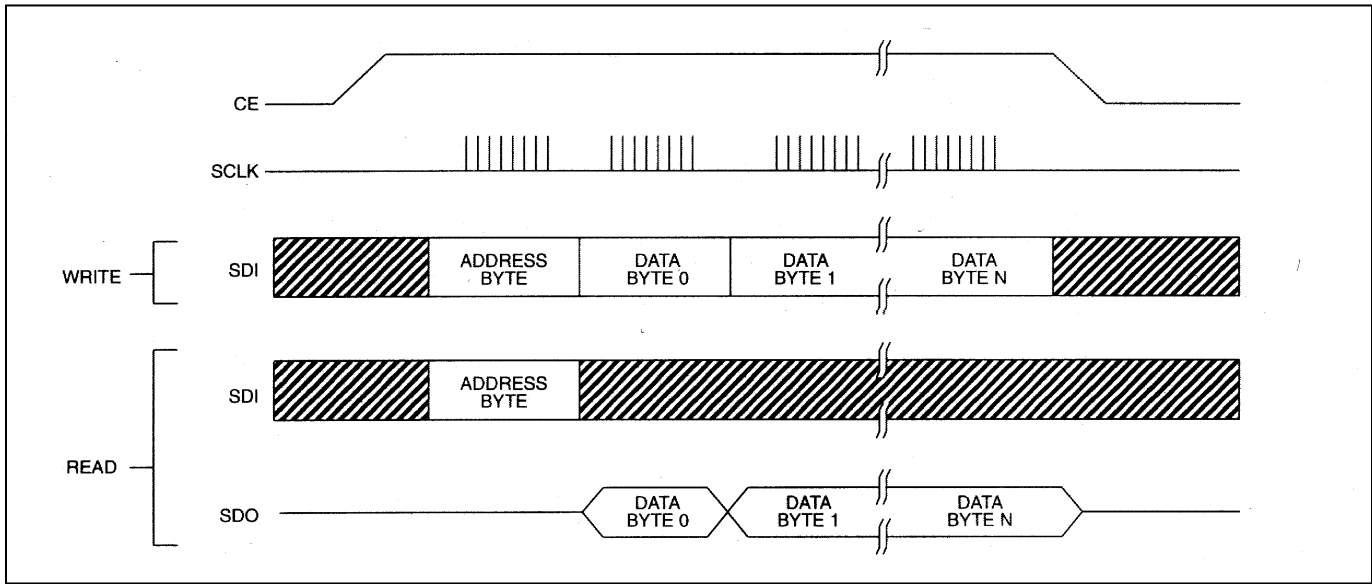 CE
SCLK
WRITE
SDI
ADDRESS
BYTE
DATA
BYTE 0
DATA
BYTE 1
DATA
BYTE N
READ
SDI
ADDRESS
BYTE
SDO
DATA
BYTE 0
DATA
BYTE 1
DATA
BYTE N